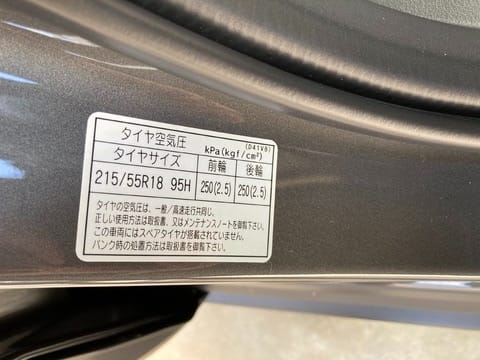 タイヤ空気圧 kPa(kgf/cm²) (D41V8)
タイヤサイズ 前輪 後輪
215/55R18 95H 250(2.5) 250(2.5)
タイヤの空気圧は、一般/高速走行共同じ。
正しい使用方法は取扱書、又はメンテナンスノートを御覧下さい。
この車両にはスペアタイヤが搭載されていません。
パンク時の処置方法は取扱書を御覧下さい。